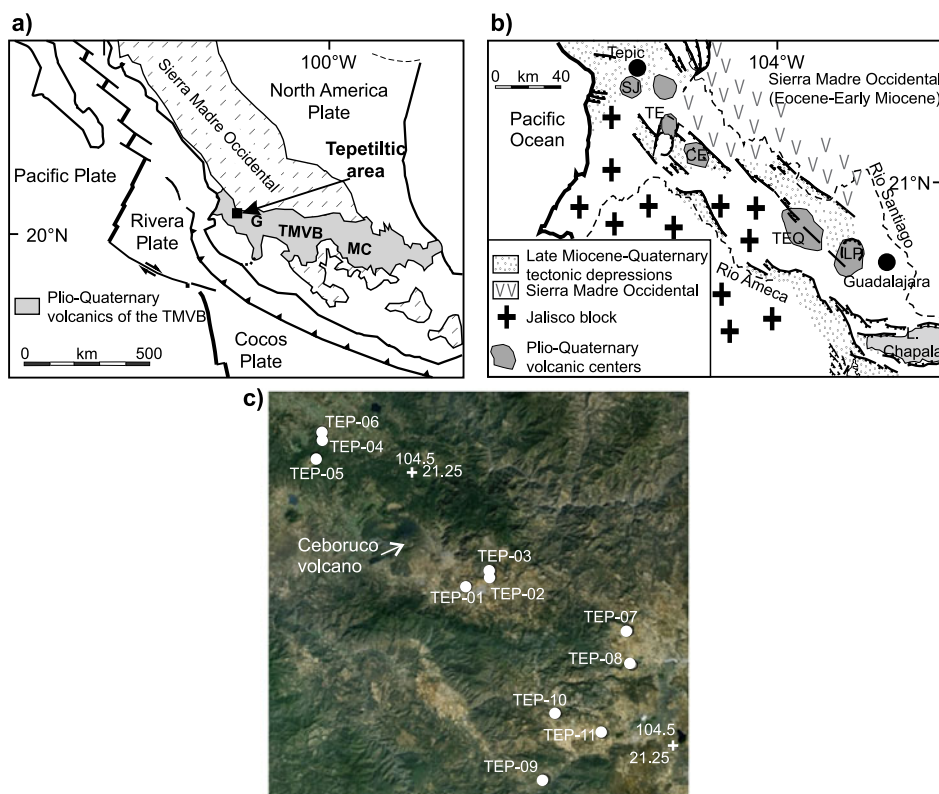 a)
100°W
North America
Plate
Sierra Madre Occidental
Tepetiltic
area
Pacific Plate
Rivera
Plate
G
TMVB
MC
20°N
Plio-Quaternary
volcanics of the TMVB
Cocos
Plate
0 km 500
b)
Tepic
104°W
0 km 40
SJ
Sierra Madre Occidental
(Eocene-Early Miocene)
Pacific
Ocean
TE
CE
21°N
Rio Santiago
TEQ
ILP
Guadalajara
Rio Ameca
Chapala
Late Miocene-Quaternary
tectonic depressions
Sierra Madre Occidental
Jalisco block
Plio-Quaternary
volcanic centers
c)
TEP-06
TEP-04
TEP-05
104.5
21.25
Ceboruco
volcano
TEP-03
TEP-02
TEP-01
TEP-07
TEP-08
TEP-10
TEP-11
104.5
21.25
TEP-09